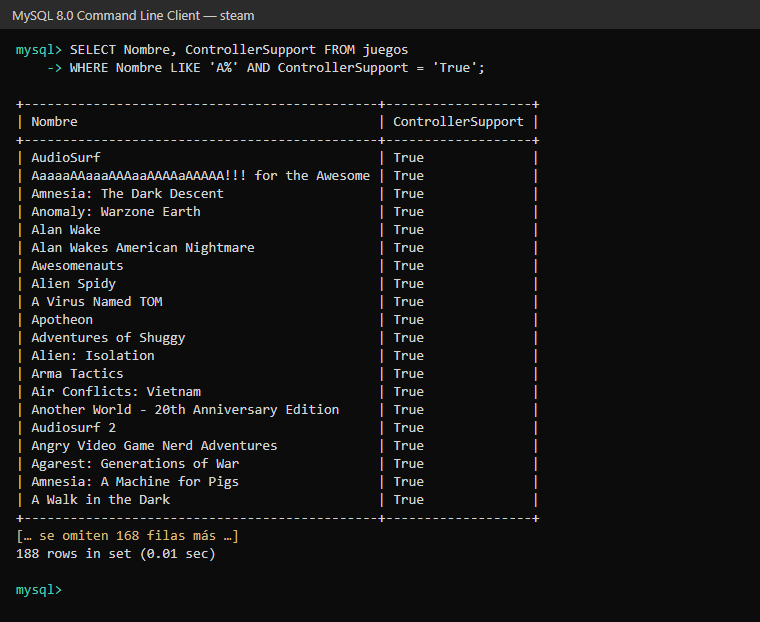 MySQL 8.0 Command Line Client — steam
mysql> SELECT Nombre, ControllerSupport FROM juegos
    -> WHERE Nombre LIKE 'A%' AND ControllerSupport = 'True';
+----------------------------------------------+-------------------+
| Nombre                                       | ControllerSupport |
+----------------------------------------------+-------------------+
| AudioSurf                                    | True              |
| AaaaaAAaaaAAAaaAAAAaAAAAA!!! for the Awesome | True              |
| Amnesia: The Dark Descent                    | True              |
| Anomaly: Warzone Earth                       | True              |
| Alan Wake                                    | True              |
| Alan Wakes American Nightmare                | True              |
| Awesomenauts                                 | True              |
| Alien Spidy                                  | True              |
| A Virus Named TOM                            | True              |
| Apotheon                                     | True              |
| Adventures of Shuggy                         | True              |
| Alien: Isolation                             | True              |
| Arma Tactics                                 | True              |
| Air Conflicts: Vietnam                       | True              |
| Another World - 20th Anniversary Edition     | True              |
| Audiosurf 2                                  | True              |
| Angry Video Game Nerd Adventures             | True              |
| Agarest: Generations of War                  | True              |
| Amnesia: A Machine for Pigs                  | True              |
| A Walk in the Dark                           | True              |
+----------------------------------------------+-------------------+
[… se omiten 168 filas más …]
188 rows in set (0.01 sec)
mysql>